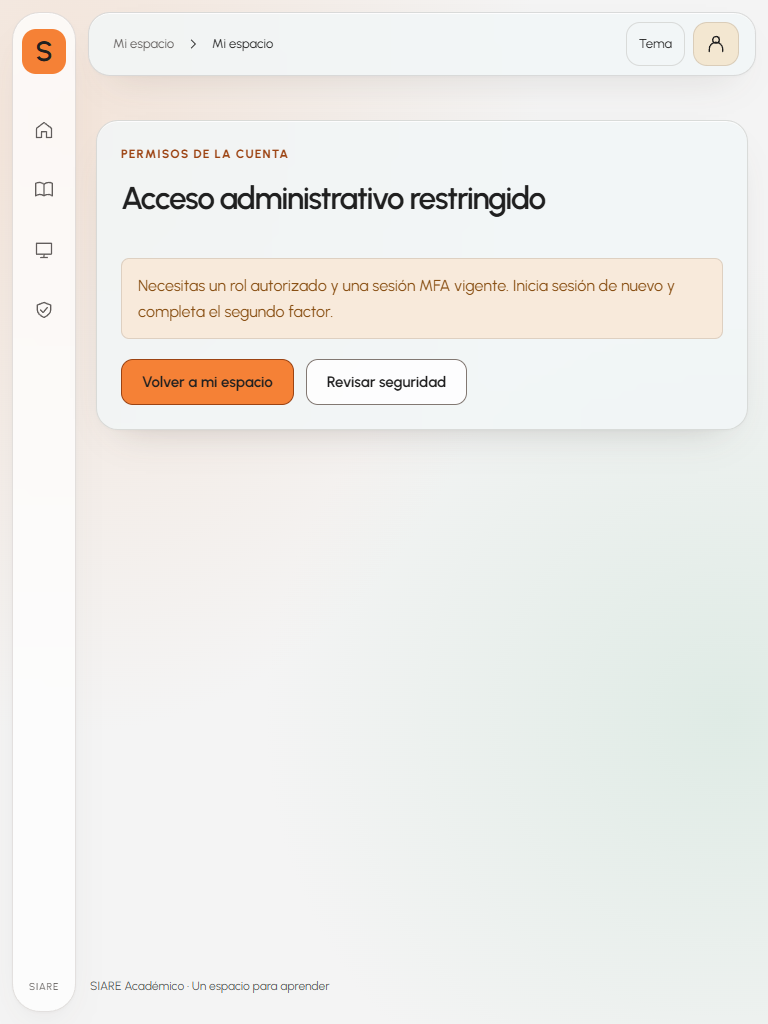 S
Mi espacio > Mi espacio
Tema
PERMISOS DE LA CUENTA
Acceso administrativo restringido
Necesitas un rol autorizado y una sesión MFA vigente. Inicia sesión de nuevo y
completa el segundo factor.
Volver a mi espacio
Revisar seguridad
SIARE
SIARE Académico · Un espacio para aprender